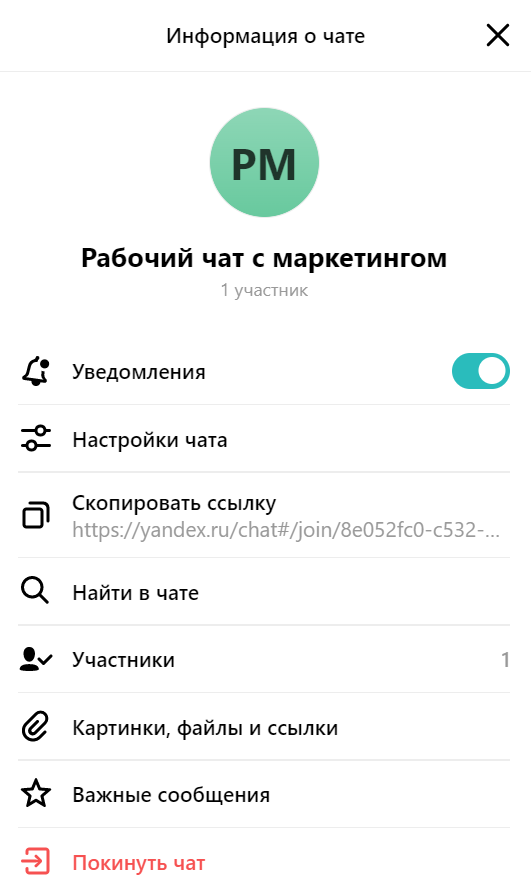 Информация о чате
РМ
Рабочий чат с маркетингом
1 участник
Уведомления
Настройки чата
Скопировать ссылку
https://yandex.ru/chat#/join/8e052fc0-c532-...
Найти в чате
Участники 1
Картинки, файлы и ссылки
Важные сообщения
Покинуть чат